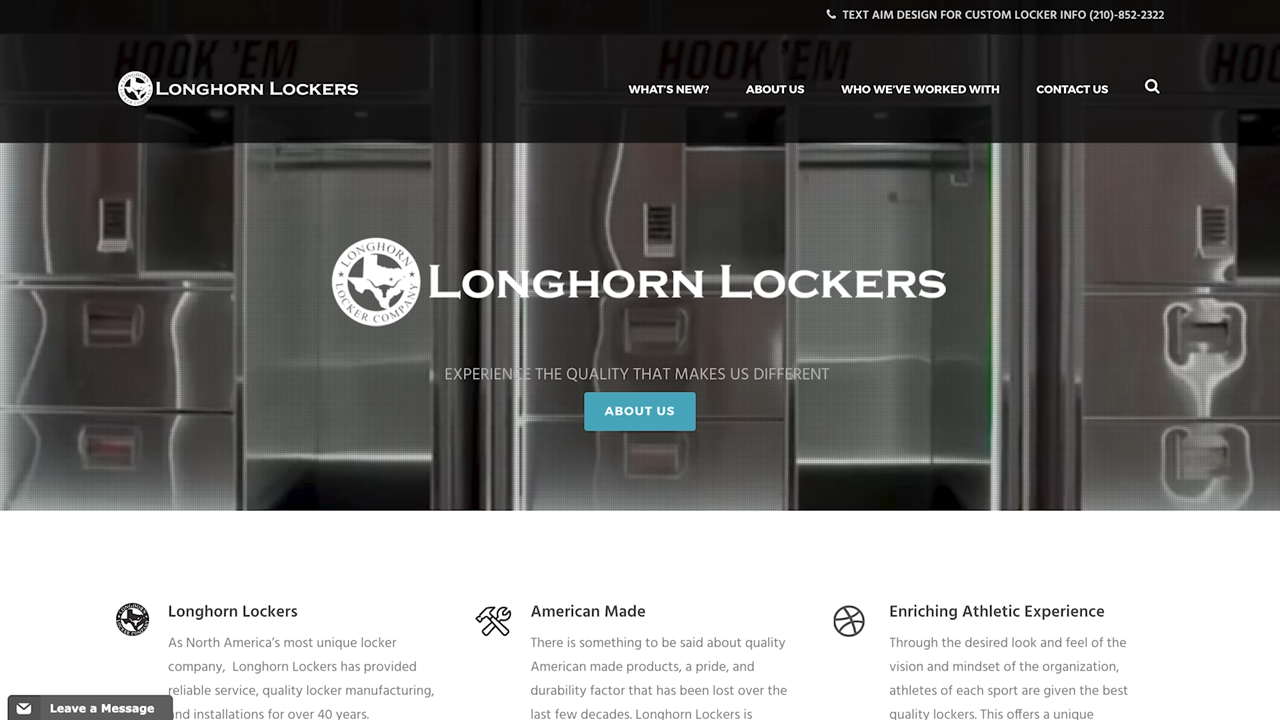 TEXT AIM DESIGN FOR CUSTOM LOCKER INFO (210)-852-2322
HOOK 'EM
HOOK 'EM
HOO
LONGHORN LOCKERS
WHAT'S NEW?
ABOUT US
WHO WE'VE WORKED WITH
CONTACT US
LONGHORN
LOCKER COMPANY
LONGHORN LOCKERS
EXPERIENCE THE QUALITY THAT MAKES US DIFFERENT
ABOUT US
Longhorn Lockers
As North America's most unique locker
company,  Longhorn Lockers has provided
reliable service, quality locker manufacturing,
and installations for over 40 years.
American Made
There is something to be said about quality
American made products, a pride, and
durability factor that has been lost over the
last few decades. Longhorn Lockers is
Enriching Athletic Experience
Through the desired look and feel of the
vision and mindset of the organization,
athletes of each sport are given the best
quality lockers. This offers a unique
Leave a Message